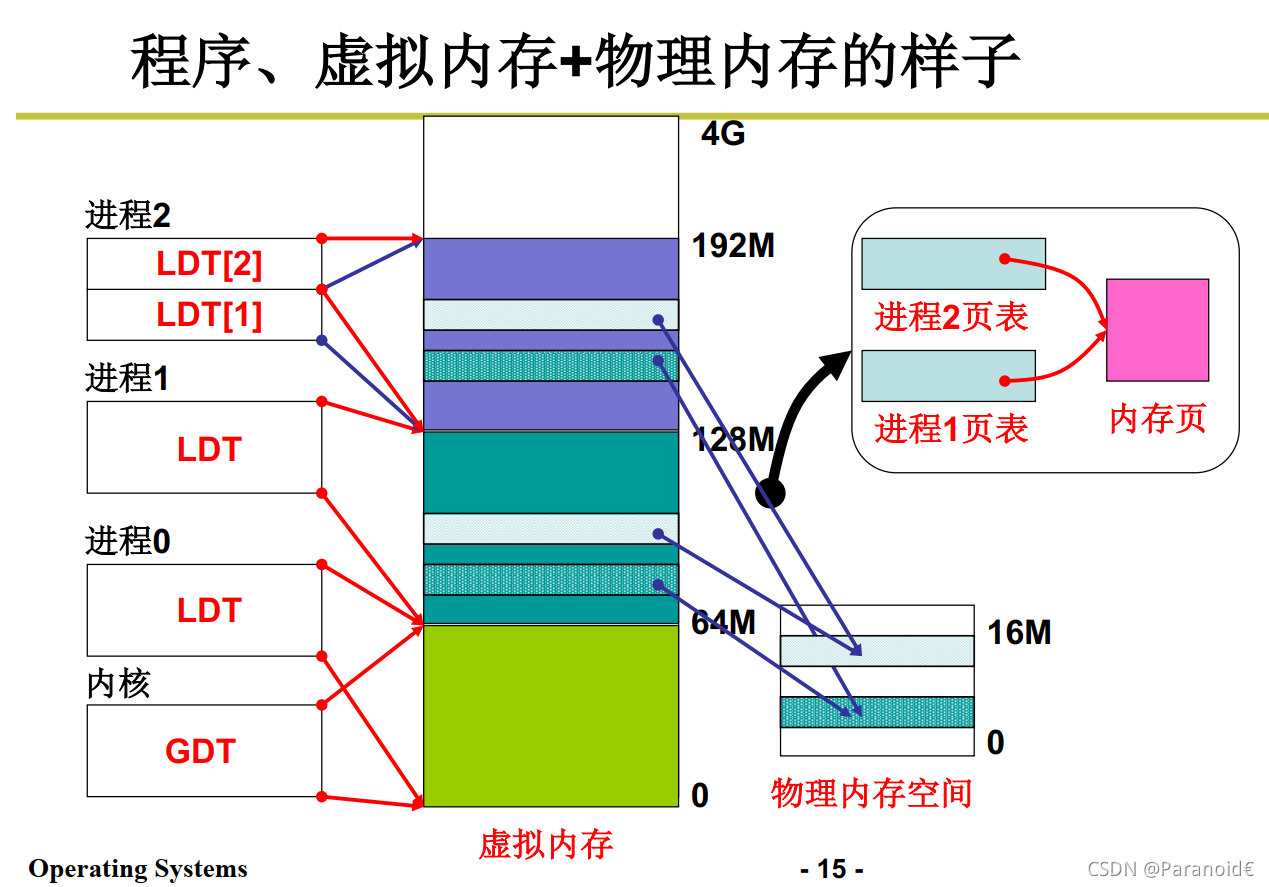 程序、虚拟内存+物理内存的样子
4G
进程2
LDT[2]
LDT[1]
192M
进程2页表
进程1页表
内存页
进程1
LDT
128M
进程0
LDT
64M
内核
GDT
0
虚拟内存
16M
0
物理内存空间
Operating Systems
- 15 -
CSDN @Paranoid€